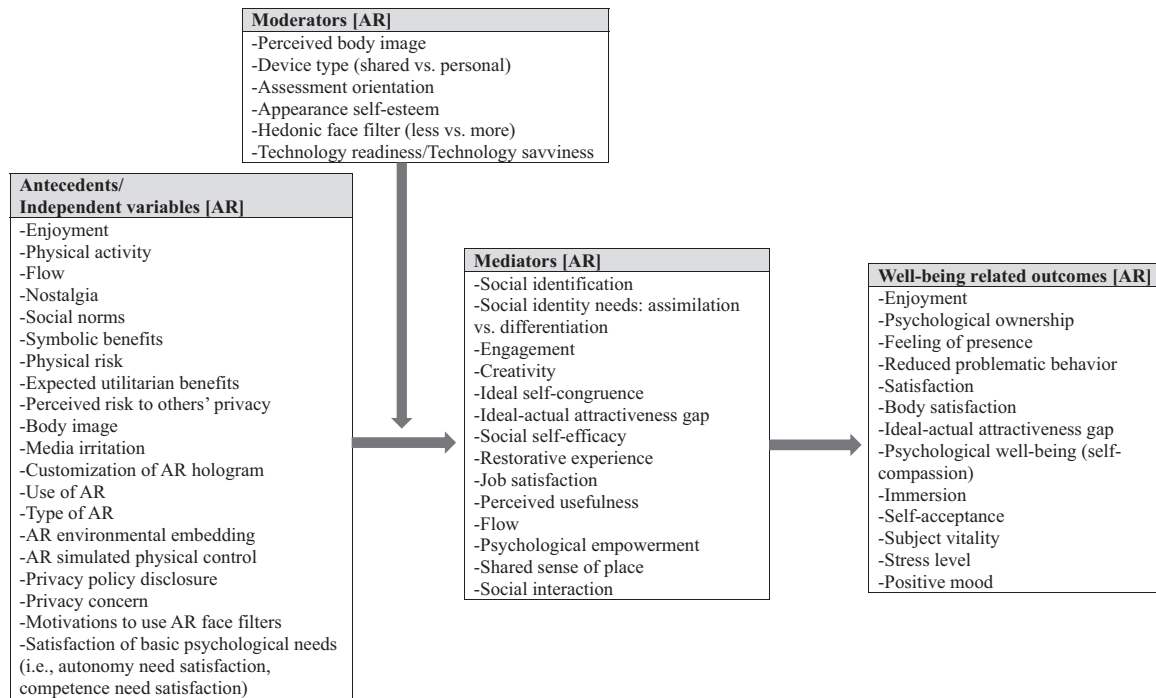 Moderators [AR]
-Perceived body image
-Device type (shared vs. personal)
-Assessment orientation
-Appearance self-esteem
-Hedonic face filter (less vs. more)
-Technology readiness/Technology savviness
Antecedents/
Independent variables [AR]
-Enjoyment
-Physical activity
-Flow
-Nostalgia
-Social norms
-Symbolic benefits
-Physical risk
-Expected utilitarian benefits
-Perceived risk to others’ privacy
-Body image
-Media irritation
-Customization of AR hologram
-Use of AR
-Type of AR
-AR environmental embedding
-AR simulated physical control
-Privacy policy disclosure
-Privacy concern
-Motivations to use AR face filters
-Satisfaction of basic psychological needs
(i.e., autonomy need satisfaction,
competence need satisfaction)
Mediators [AR]
-Social identification
-Social identity needs: assimilation
vs. differentiation
-Engagement
-Creativity
-Ideal self-congruence
-Ideal-actual attractiveness gap
-Social self-efficacy
-Restorative experience
-Job satisfaction
-Perceived usefulness
-Flow
-Psychological empowerment
-Shared sense of place
-Social interaction
Well-being related outcomes [AR]
-Enjoyment
-Psychological ownership
-Feeling of presence
-Reduced problematic behavior
-Satisfaction
-Body satisfaction
-Ideal-actual attractiveness gap
-Psychological well-being (self-
compassion)
-Immersion
-Self-acceptance
-Subject vitality
-Stress level
-Positive mood